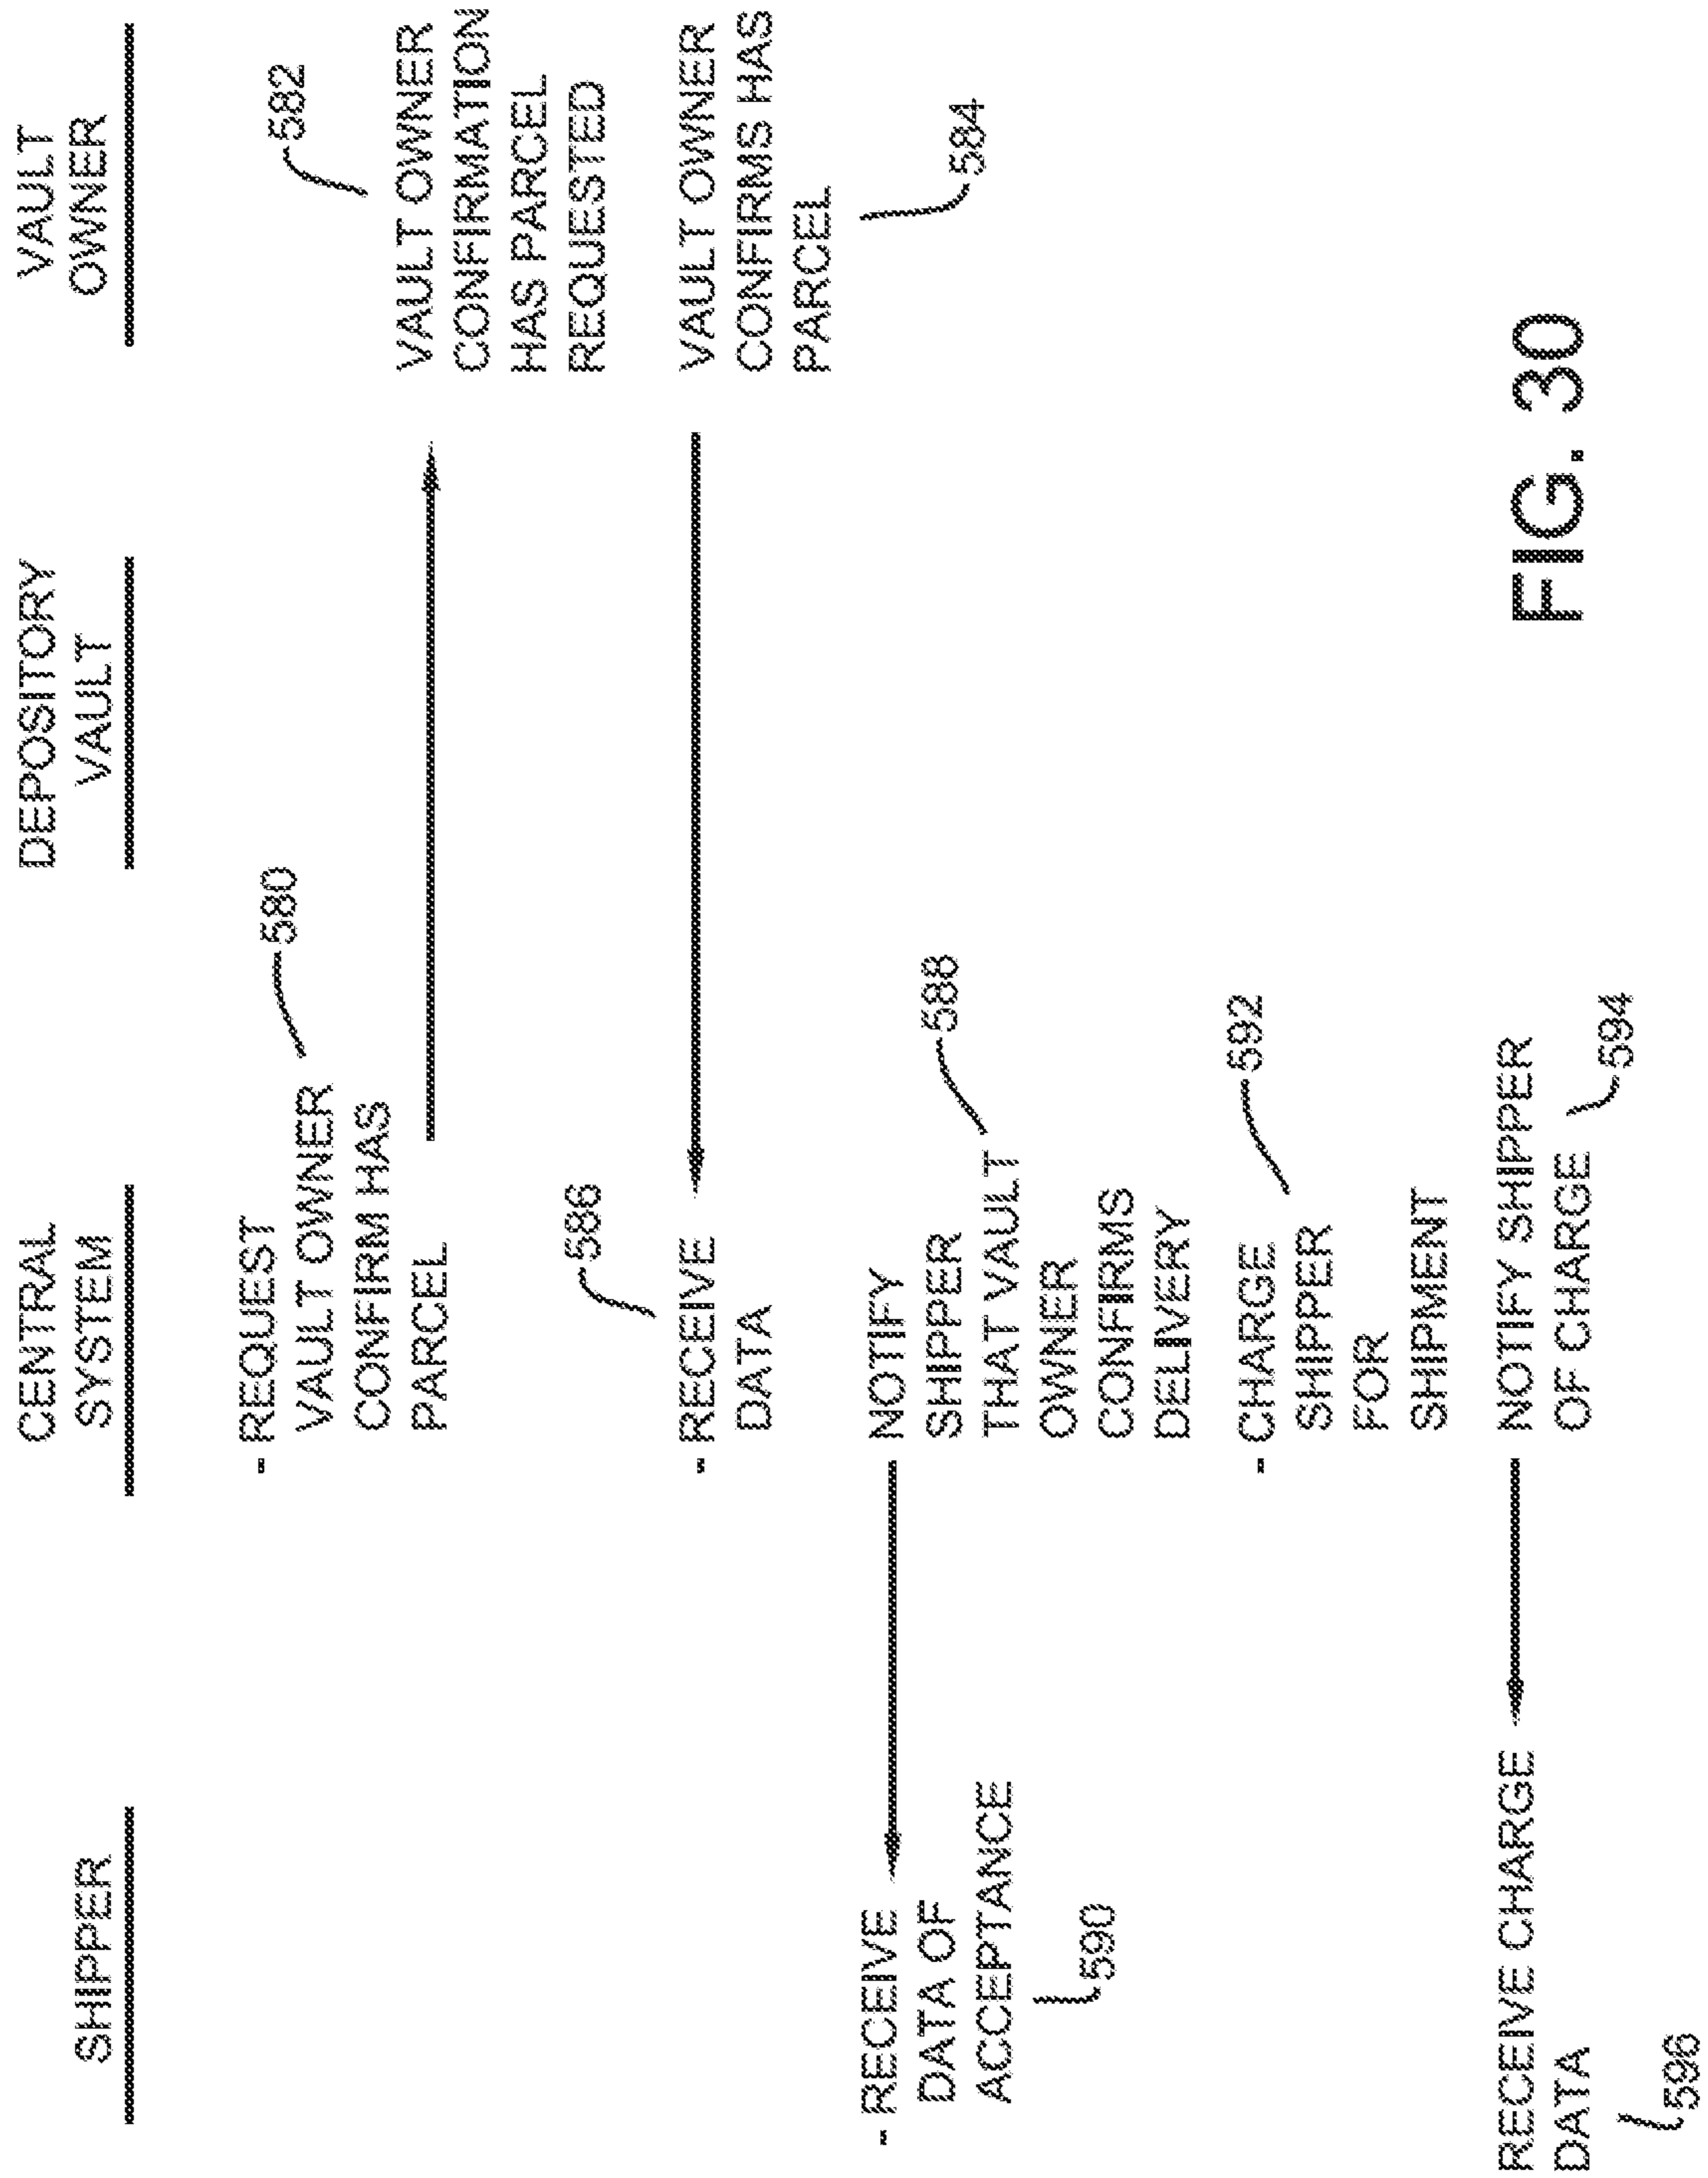 SHIPPER
CENTRAL
SYSTEM
DEPOSITORY
VAULT
VAULT
OWNER
- REQUEST
VAULT OWNER
CONFIRM HAS
PARCEL
580
582
VAULT OWNER
CONFIRMATION
HAS PARCEL
REQUESTED
586
- RECEIVE
DATA
VAULT OWNER
CONFIRMS HAS
PARCEL
584
- RECEIVE
DATA OF
ACCEPTANCE
590
NOTIFY
SHIPPER
THAT VAULT
OWNER
CONFIRMS
DELIVERY
588
- CHARGE
SHIPPER
FOR
SHIPMENT
592
RECEIVE CHARGE
DATA
596
NOTIFY SHIPPER
OF CHARGE
594
FIG. 30